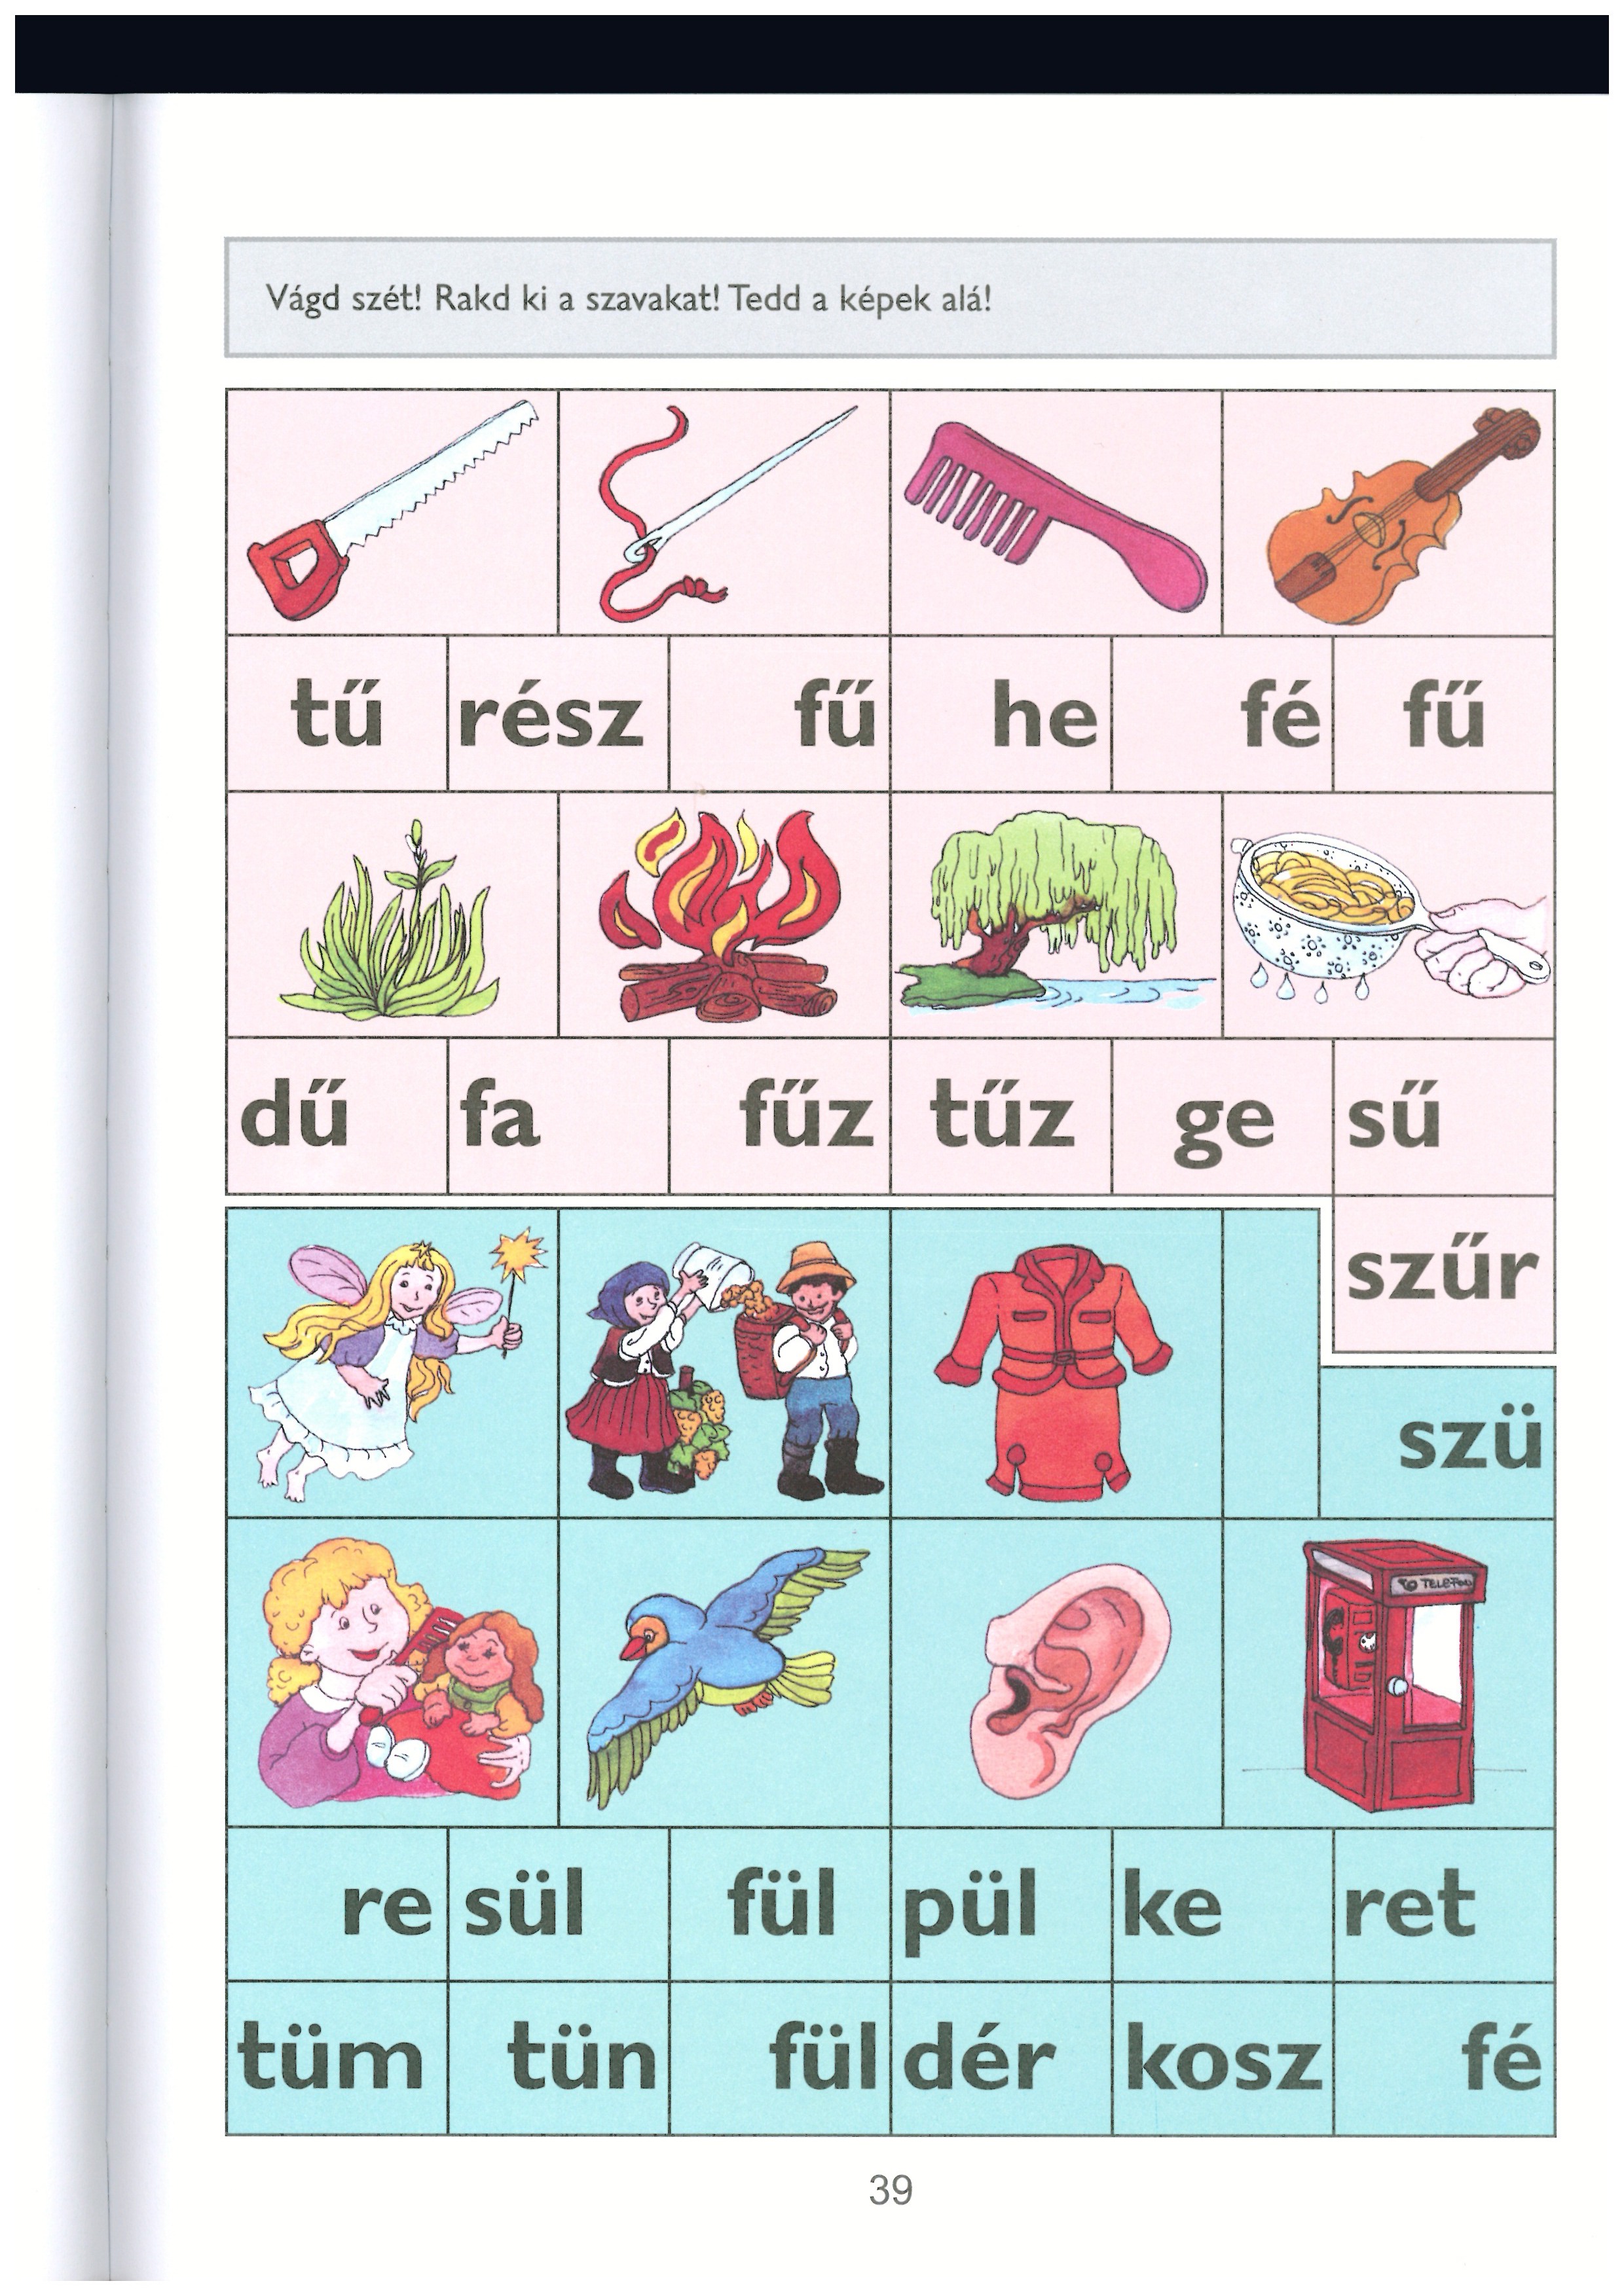 Vágd szét! Rakd ki a szavakat! Tedd a képek alá!
tű rész fű he fé fű
dű fa fűz tűz ge sű
szűr
szü
TELEFON
re sül fül pül ke ret
tüm tün fül dér kosz fé
39